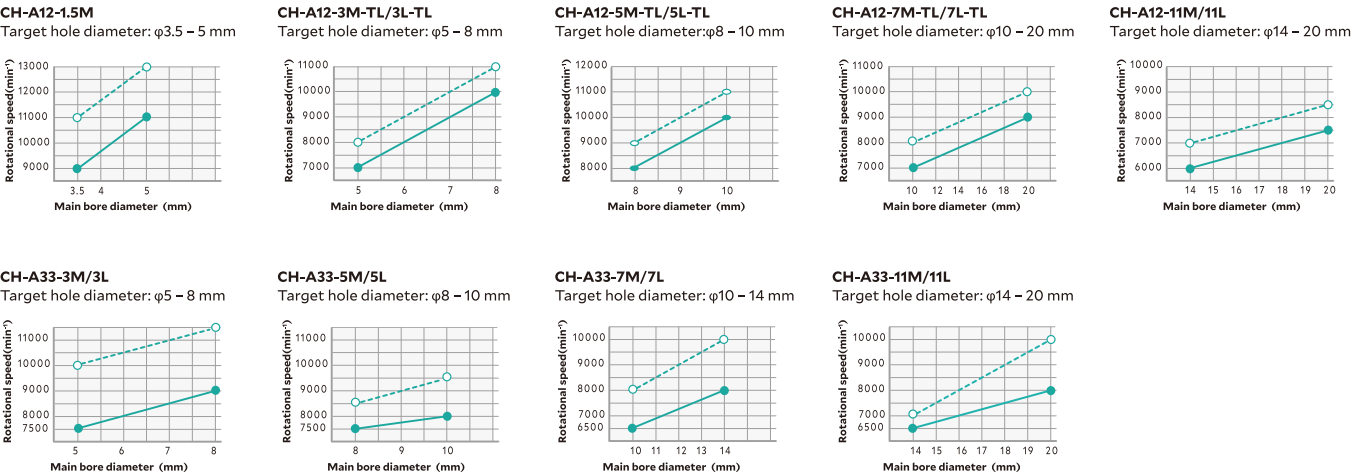 CH-A12-1.5M
Target hole diameter: φ3.5 – 5 mm
Rotational speed(min⁻¹)
13000
12000
11000
10000
9000
3.5 4 5
Main bore diameter (mm)
CH-A12-3M-TL/3L-TL
Target hole diameter: φ5 – 8 mm
Rotational speed(min⁻¹)
11000
10000
9000
8000
7000
5 6 7 8
Main bore diameter (mm)
CH-A12-5M-TL/5L-TL
Target hole diameter:φ8 – 10 mm
Rotational speed(min⁻¹)
12000
11000
10000
9000
8000
8 9 10
Main bore diameter (mm)
CH-A12-7M-TL/7L-TL
Target hole diameter: φ10 – 20 mm
Rotational speed(min⁻¹)
11000
10000
9000
8000
7000
10 12 14 16 18 20
Main bore diameter (mm)
CH-A12-11M/11L
Target hole diameter: φ14 – 20 mm
Rotational speed(min⁻¹)
10000
9000
8000
7000
6000
14 15 16 17 18 19 20
Main bore diameter (mm)
CH-A33-3M/3L
Target hole diameter: φ5 – 8 mm
Rotational speed(min⁻¹)
11000
10000
9000
8000
7500
5 6 7 8
Main bore diameter (mm)
CH-A33-5M/5L
Target hole diameter: φ8 – 10 mm
Rotational speed(min⁻¹)
11000
10000
9000
8000
7500
8 9 10
Main bore diameter (mm)
CH-A33-7M/7L
Target hole diameter: φ10 – 14 mm
Rotational speed(min⁻¹)
10000
9000
8000
7000
6500
10 11 12 13 14
Main bore diameter (mm)
CH-A33-11M/11L
Target hole diameter: φ14 – 20 mm
Rotational speed(min⁻¹)
10000
9000
8000
7000
6500
14 15 16 17 18 19 20
Main bore diameter (mm)